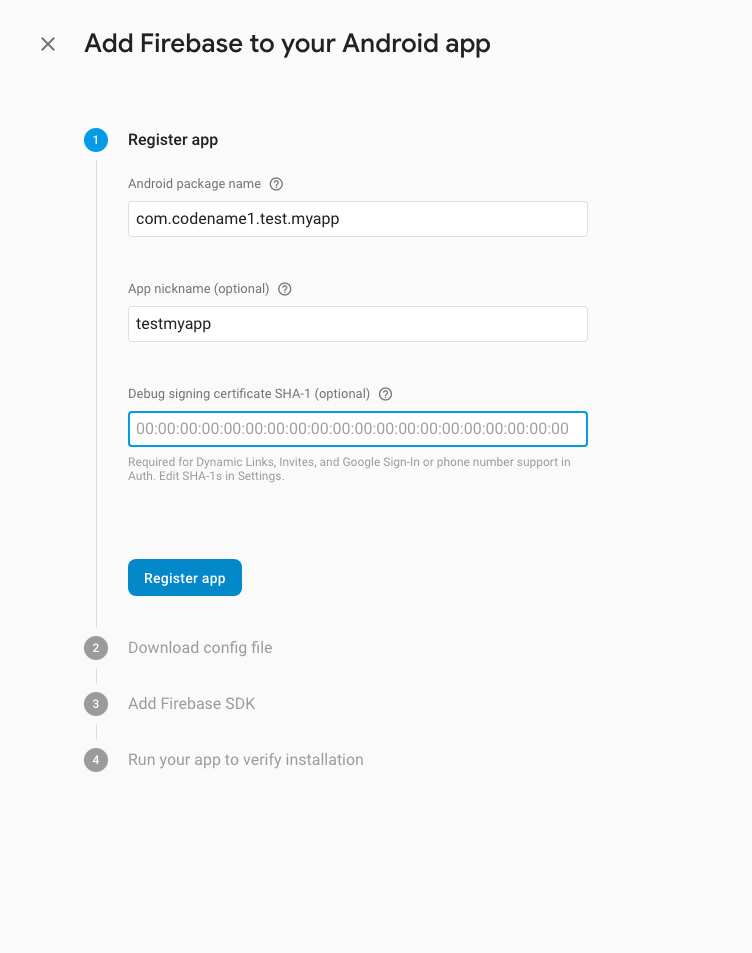 Add Firebase to your Android app
1
Register app
Android package name
com.codename1.test.myapp
App nickname (optional)
testmyapp
Debug signing certificate SHA-1 (optional)
00:00:00:00:00:00:00:00:00:00:00:00:00:00:00:00:00:00:00:00
Required for Dynamic Links, Invites, and Google Sign-In or phone number support in
Auth. Edit SHA-1s in Settings.
Register app
2
Download config file
3
Add Firebase SDK
4
Run your app to verify installation